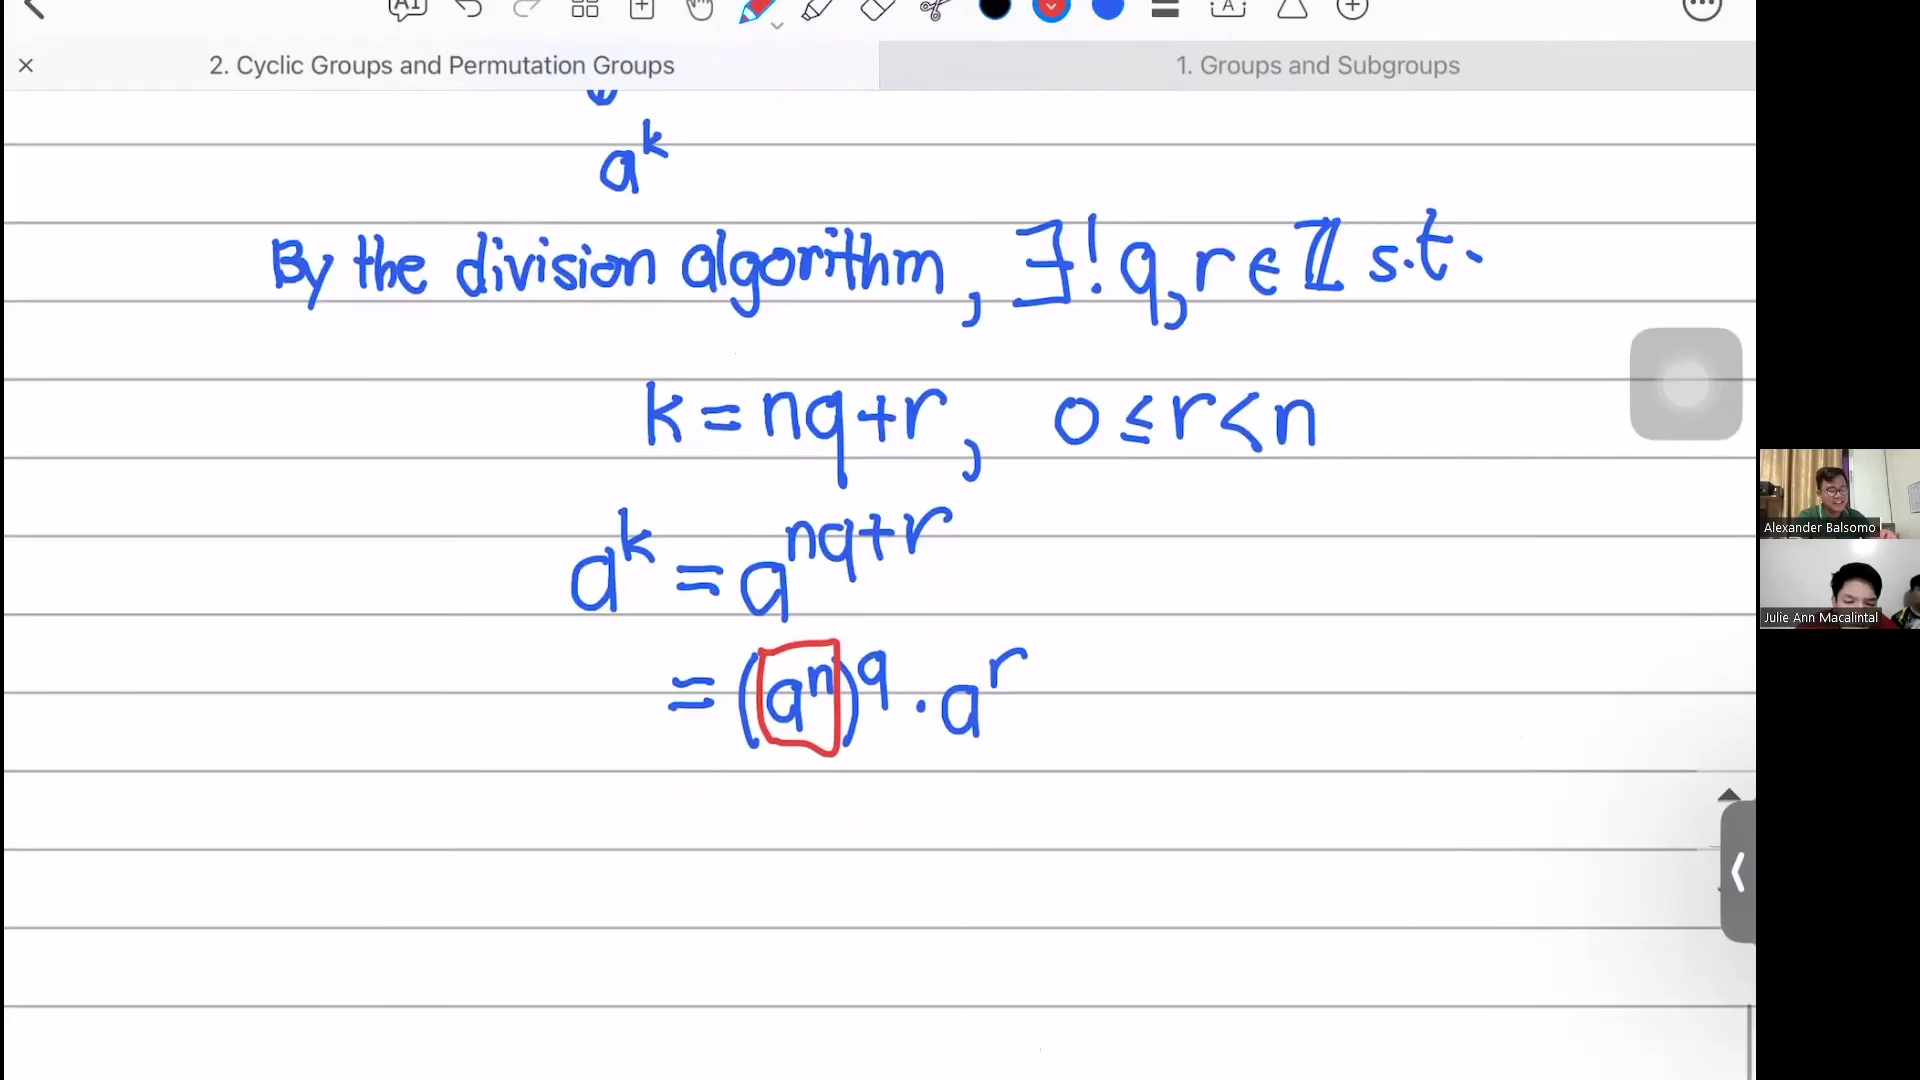 2. Cyclic Groups and Permutation Groups
1. Groups and Subgroups
a^k
By the division algorithm, ∃! q, r ∈ ℤ s.t.
k = nq + r, 0 ≤ r < n
a^k = a^{nq+r}
= (a^n)^q · a^r
Alexander Balsomo
Julie Ann Macalintal